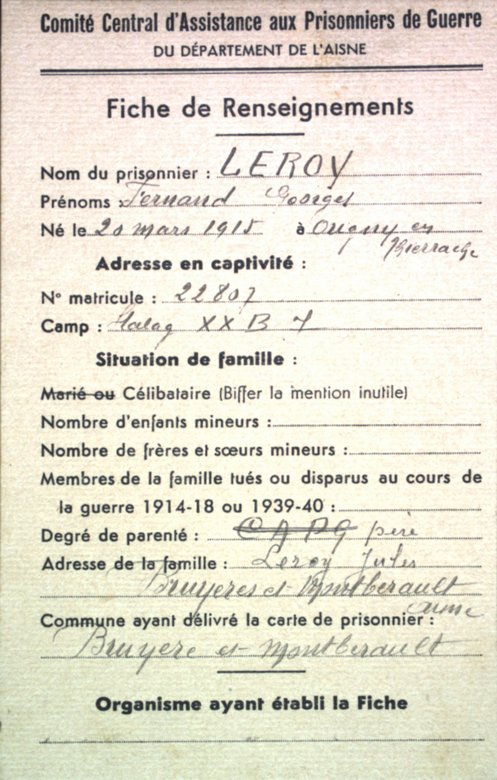 Comité Central d'Assistance aux Prisonniers de Guerre
DU DÉPARTEMENT DE L'AISNE
Fiche de Renseignements
Nom du prisonnier : LEROY
Prénoms : Fernand Georges
Né le 20 mars 1915 à Origny en
Thierrache
Adresse en captivité :
N° matricule : 22807
Camp : Stalag XX B
Situation de famille :
Marié ou Célibataire (Biffer la mention inutile)
Nombre d'enfants mineurs :
Nombre de frères et sœurs mineurs :
Membres de la famille tués ou disparus au cours de
la guerre 1914-18 ou 1939-40 :
Degré de parenté : père
Adresse de la famille : Leroy Jules
Bruyeres et Montberault
Aisne
Commune ayant délivré la carte de prisonnier :
Bruyere et montberault
Organisme ayant établi la Fiche